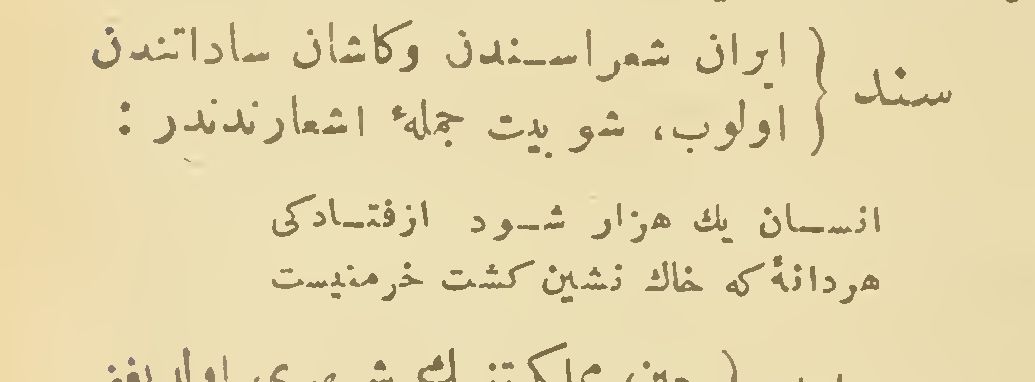 سند { ایران شعراسندن وکاشان ساداتندن
اولوب، شو بیت جملهٔ اشعارندندر :
انسان یك هزار شود ازفتادکی
هردانهٔ که خاك نشین کشت خرمنیست